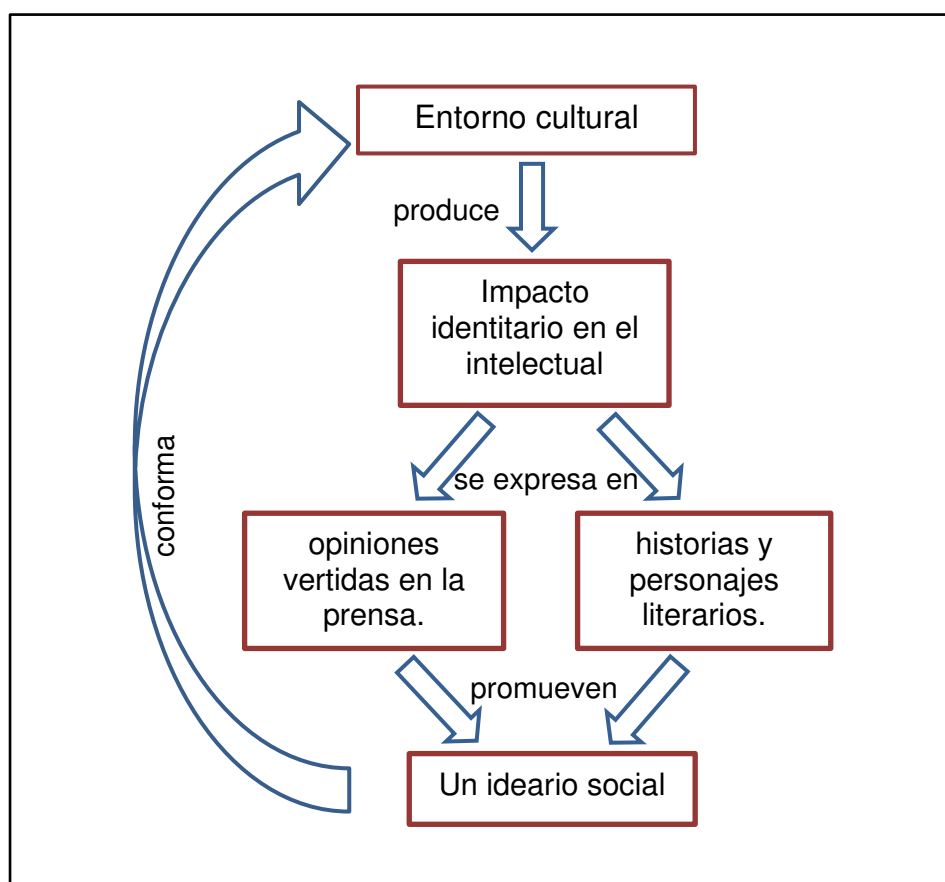 Entorno cultural
produce
Impacto
identitario en el
intelectual
se expresa en
opiniones
vertidas en la
prensa.
historias y
personajes
literarios.
promueven
Un ideario social
conforma